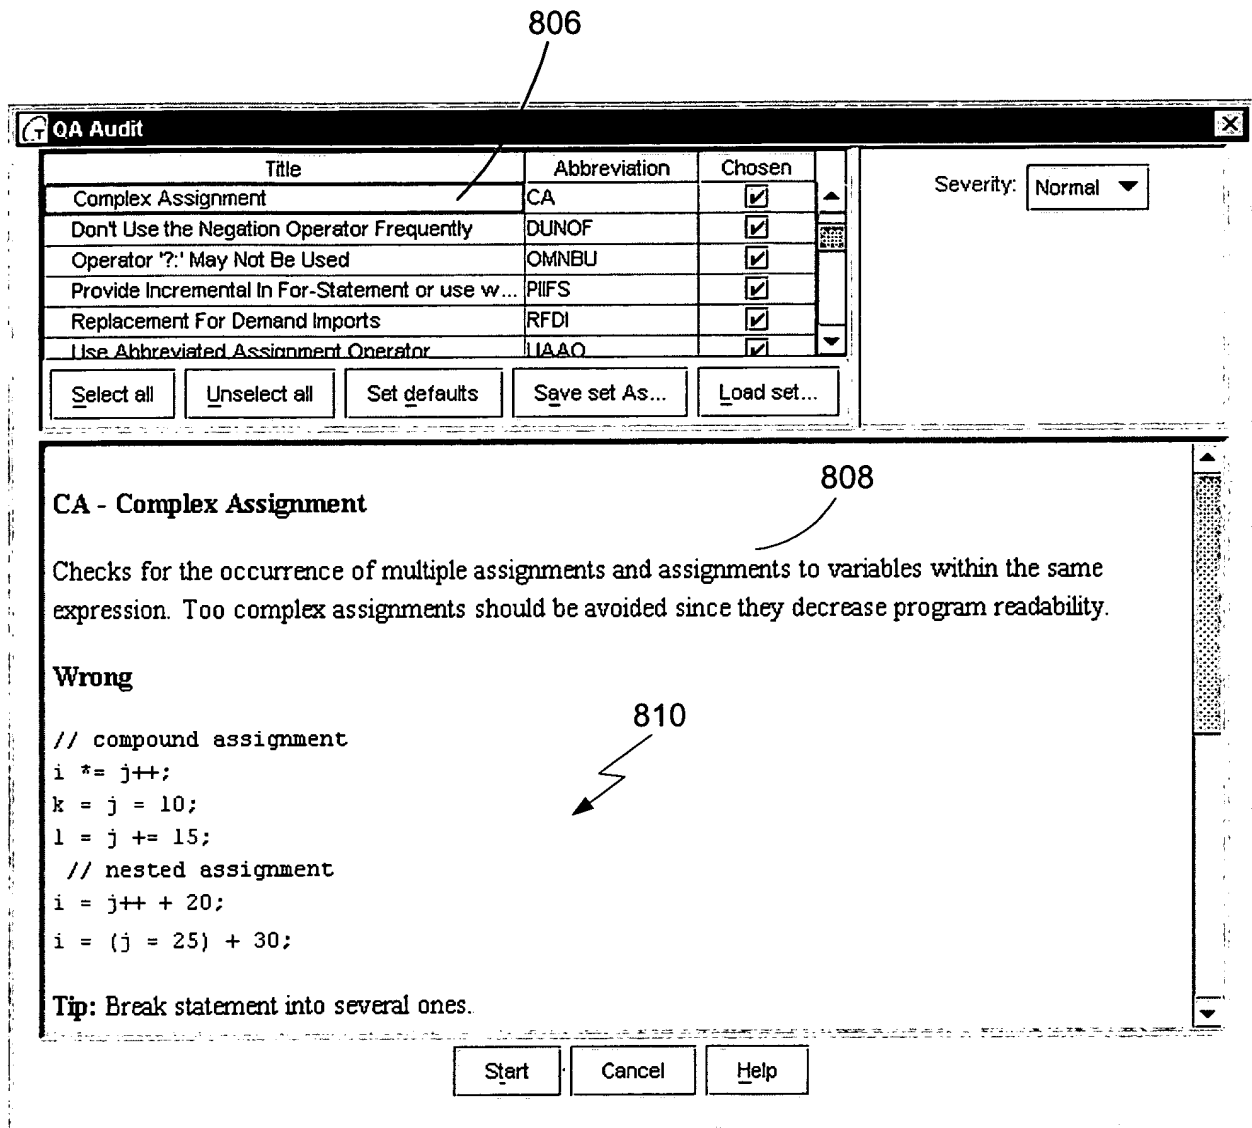 806
QA Audit
Title Abbreviation Chosen
Complex Assignment CA
Don't Use the Negation Operator Frequently DUNOF
Operator '?:' May Not Be Used OMNBU
Provide Incremental In For-Statement or use w... PIIFS
Replacement For Demand Imports RFDI
Use Abbreviated Assignment Operator UAAO
Severity: Normal
Select all Unselect all Set defaults Save set As... Load set...
808
CA - Complex Assignment
Checks for the occurrence of multiple assignments and assignments to variables within the same
expression. Too complex assignments should be avoided since they decrease program readability.
Wrong
810
// compound assignment
i *= j++;
k = j = 10;
l = j += 15;
// nested assignment
i = j++ + 20;
i = (j = 25) + 30;
Tip: Break statement into several ones.
Start Cancel Help